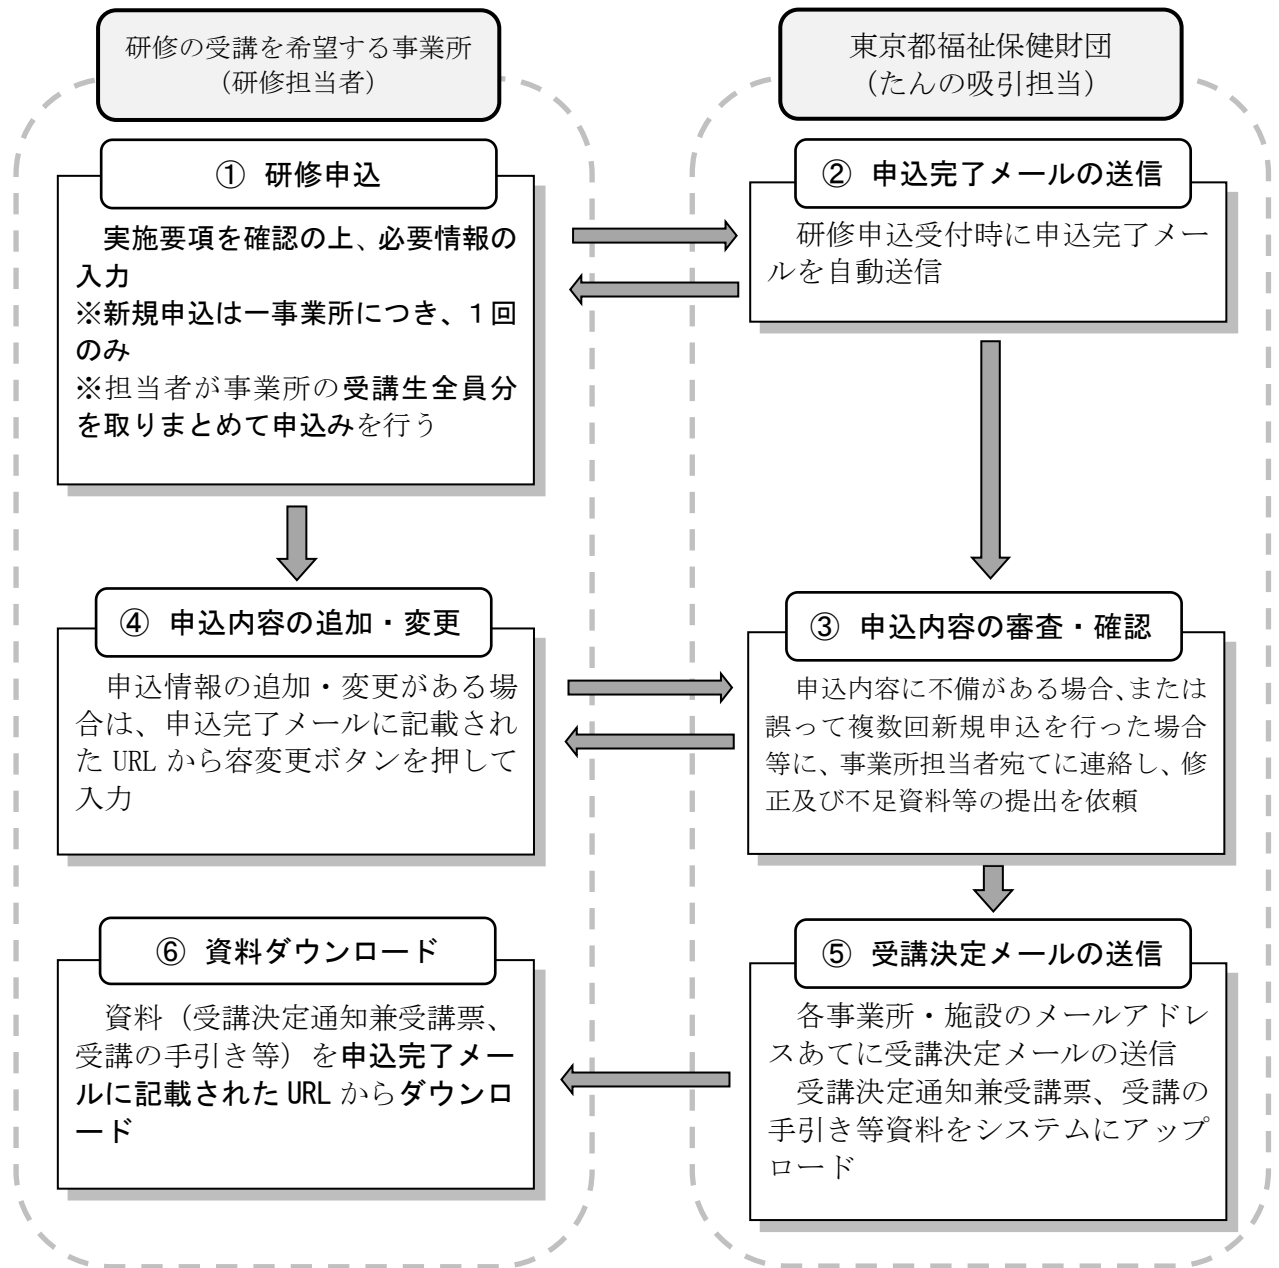 研修の受講を希望する事業所
(研修担当者)
東京都福祉保健財団
(たんの吸引担当)
① 研修申込
実施要項を確認の上、必要情報の
入力
※新規申込は一事業所につき、１回
のみ
※担当者が事業所の受講生全員分
を取りまとめて申込みを行う
② 申込完了メールの送信
研修申込受付時に申込完了メー
ルを自動送信
④ 申込内容の追加・変更
申込情報の追加・変更がある場
合は、申込完了メールに記載され
た URL から容変更ボタンを押して
入力
③ 申込内容の審査・確認
申込内容に不備がある場合、または
誤って複数回新規申込を行った場合
等に、事業所担当者宛てに連絡し、修
正及び不足資料等の提出を依頼
⑥ 資料ダウンロード
資料（受講決定通知兼受講票、
受講の手引き等）を申込完了メー
ルに記載された URL からダウンロ
ード
⑤ 受講決定メールの送信
各事業所・施設のメールアドレ
スあてに受講決定メールの送信
受講決定通知兼受講票、受講の
手引き等資料をシステムにアップ
ロード